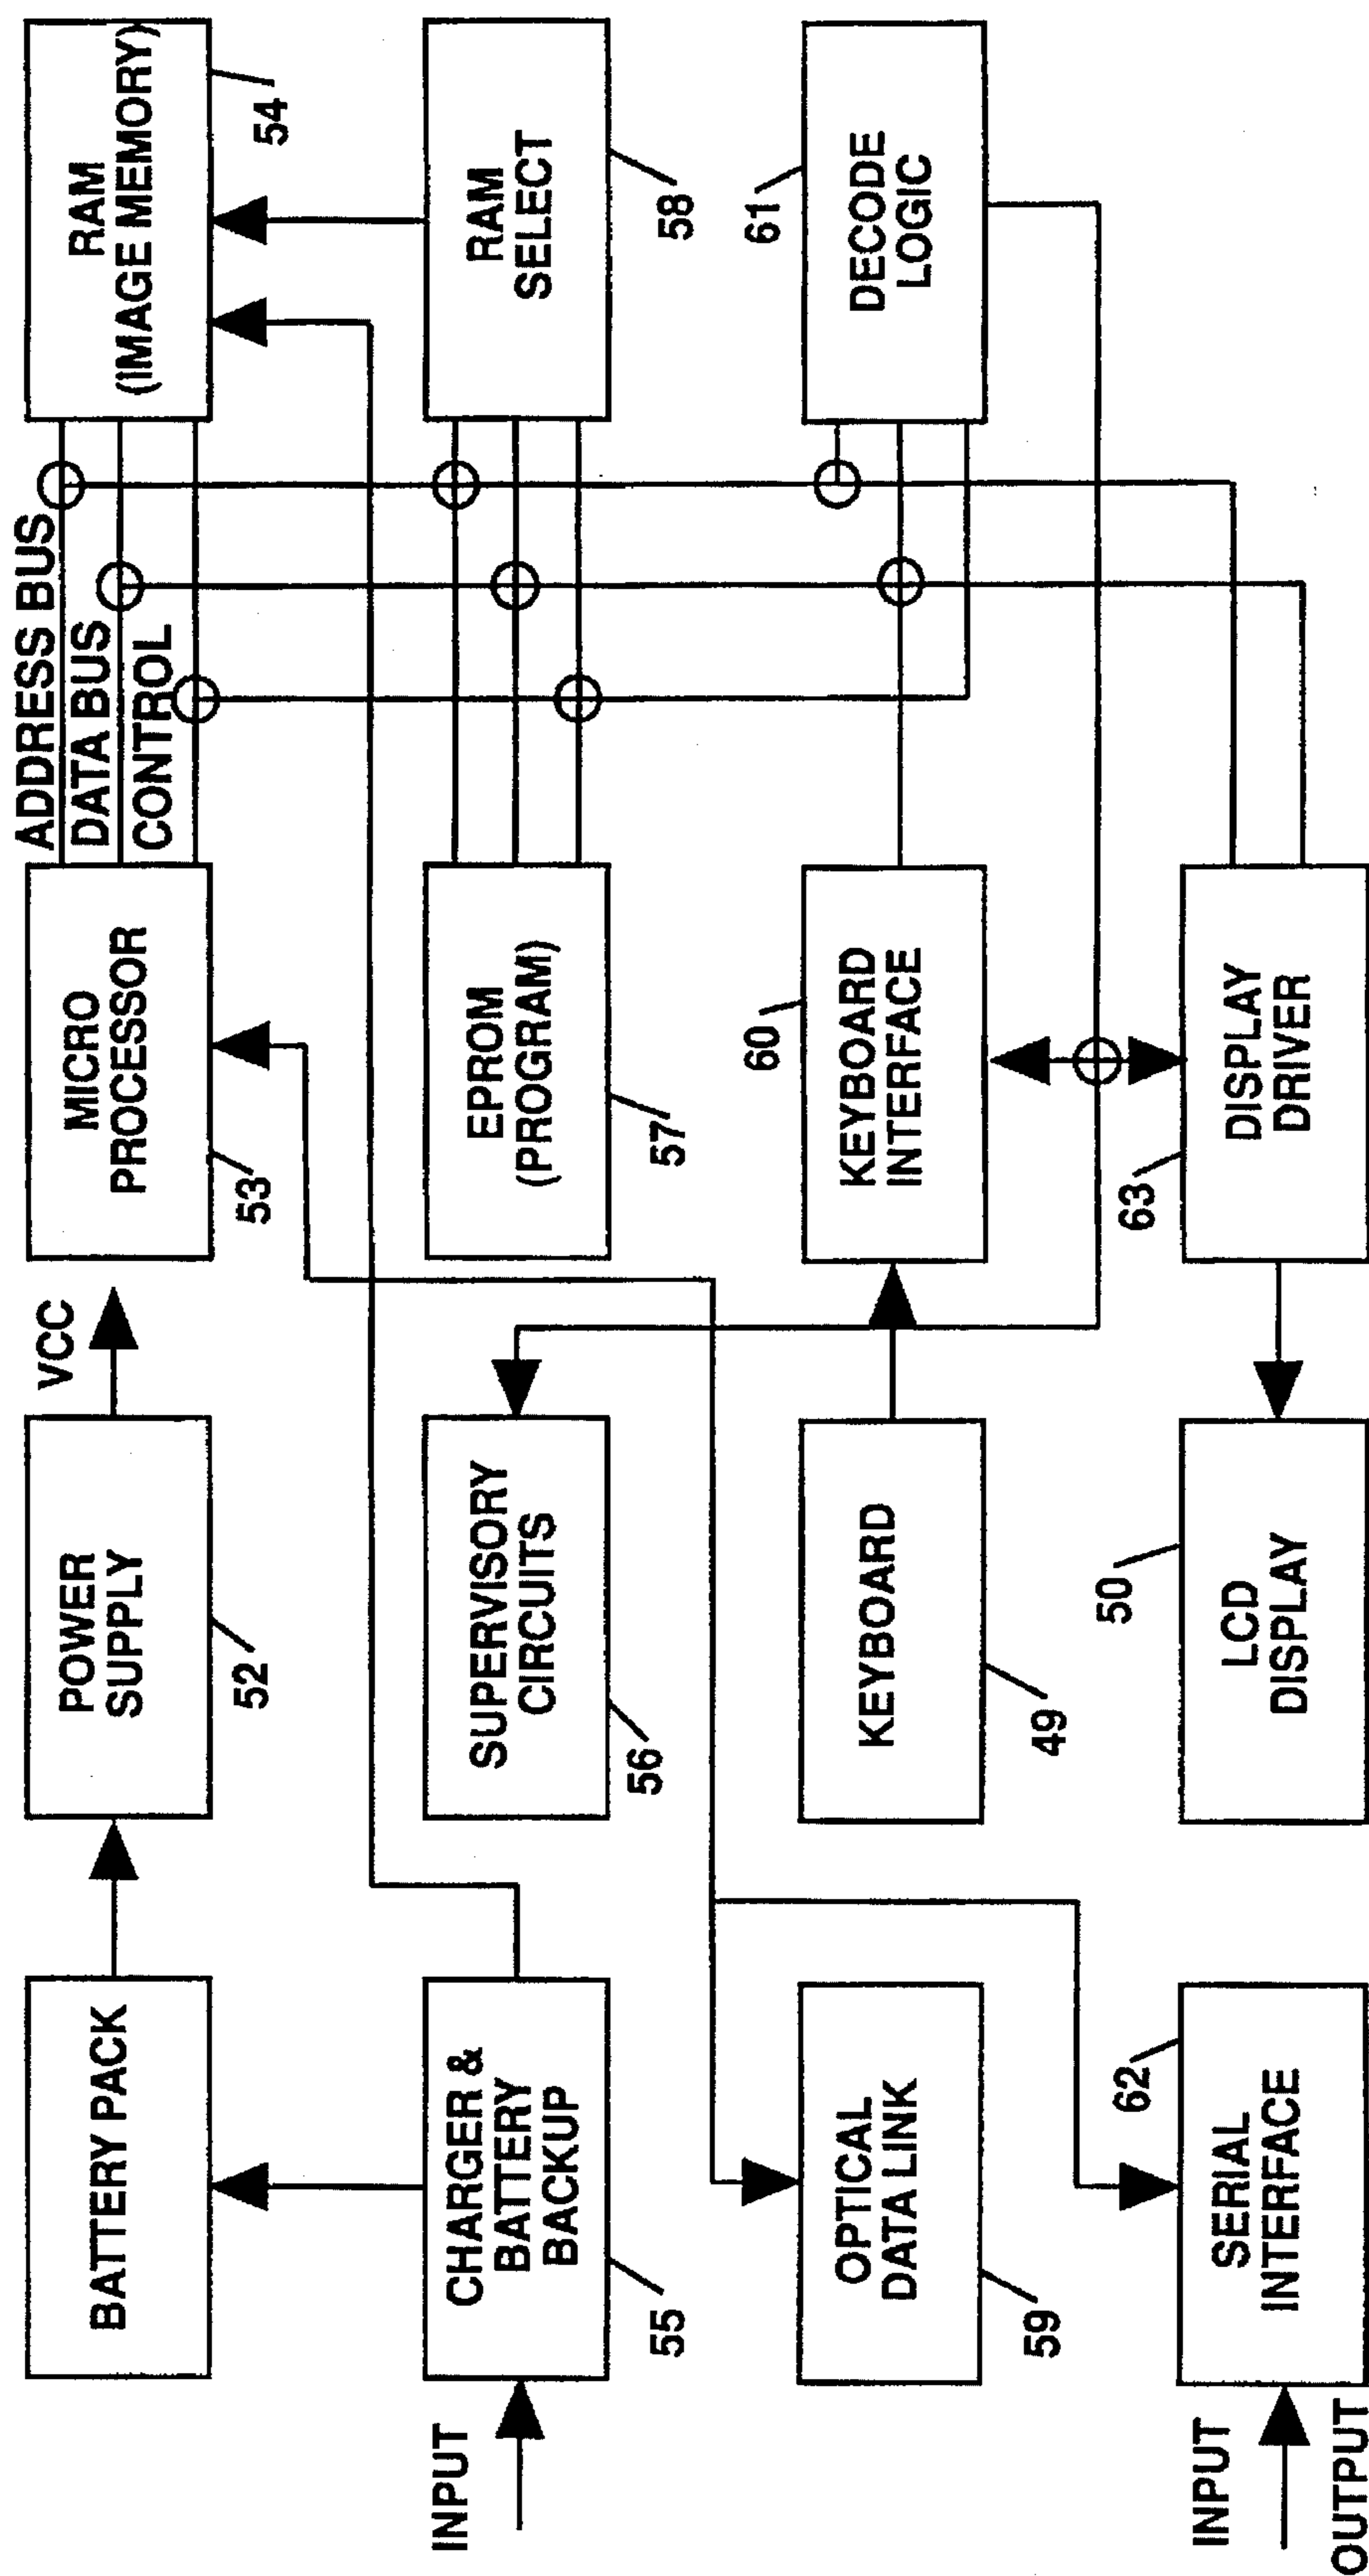 BATTERY PACK
POWER
SUPPLY
52
VCC
MICRO
PROCESSOR
53
ADDRESS BUS
DATA BUS
CONTROL
RAM
(IMAGE MEMORY)
54
INPUT
CHARGER &
BATTERY
BACKUP
55
SUPERVISORY
CIRCUITS
56
EPROM
(PROGRAM)
57
RAM
SELECT
58
OPTICAL
DATA LINK
59
KEYBOARD
49
60
KEYBOARD
INTERFACE
61
DECODE
LOGIC
INPUT
OUTPUT
62
SERIAL
INTERFACE
50
LCD
DISPLAY
63
DISPLAY
DRIVER